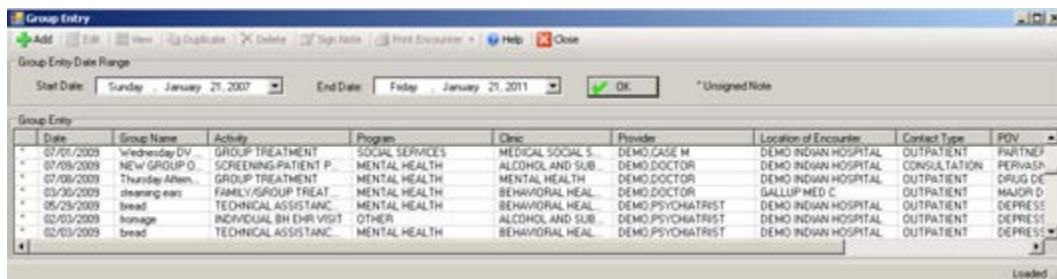 Group Entry
Add Edit View Duplicate Delete Sign Note Print Encounter Help Close
Group Entry Date Range
Start Date: Sunday , January 21, 2007 End Date: Friday , January 21, 2011 OK * Unsigned Note
Group Entry
Date Group Name Activity Program Clinic Provider Location of Encounter Contact Type POV
* 07/01/2009 Wednesday DV ... GROUP TREATMENT SOCIAL SERVICES MEDICAL SOCIAL S... DEMO,CASE M DEMO INDIAN HOSPITAL OUTPATIENT PARTNER
* 07/09/2009 NEW GROUP O... SCREENING-PATIENT P... MENTAL HEALTH ALCOHOL AND SUB... DEMO,DOCTOR DEMO INDIAN HOSPITAL CONSULTATION PERVASIV
* 07/08/2009 Thursday Aftern... GROUP TREATMENT MENTAL HEALTH MENTAL HEALTH DEMO,DOCTOR DEMO INDIAN HOSPITAL OUTPATIENT DRUG DE
* 03/30/2009 steaming ears FAMILY/GROUP TREAT... MENTAL HEALTH BEHAVIORAL HEAL... DEMO,DOCTOR GALLUP MED C OUTPATIENT MAJOR D
* 05/29/2009 bread TECHNICAL ASSISTANC... MENTAL HEALTH BEHAVIORAL HEAL... DEMO,PSYCHIATRIST DEMO INDIAN HOSPITAL OUTPATIENT DEPRESS
* 02/03/2009 homage INDIVIDUAL BH EHR VISIT OTHER ALCOHOL AND SUB... DEMO,PSYCHIATRIST DEMO INDIAN HOSPITAL OUTPATIENT DEPRESS
* 02/03/2009 bread TECHNICAL ASSISTANC... MENTAL HEALTH BEHAVIORAL HEAL... DEMO,PSYCHIATRIST DEMO INDIAN HOSPITAL OUTPATIENT DEPRESS
Loaded